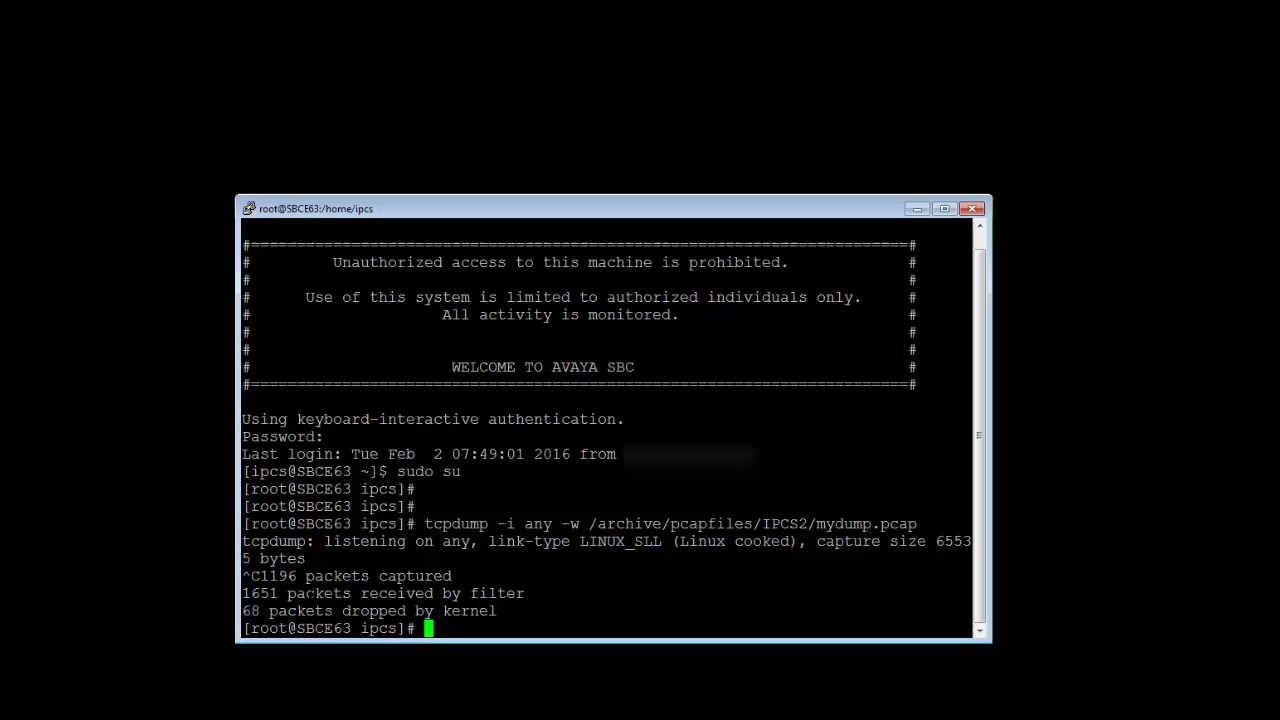 root@SBCE63:/home/ipcs
#=========================================================================#
# Unauthorized access to this machine is prohibited. #
# #
# Use of this system is limited to authorized individuals only. #
# All activity is monitored. #
# #
# #
# WELCOME TO AVAYA SBC #
#=========================================================================#
Using keyboard-interactive authentication.
Password:
Last login: Tue Feb  2 07:49:01 2016 from
[ipcs@SBCE63 ~]$ sudo su
[root@SBCE63 ipcs]#
[root@SBCE63 ipcs]#
[root@SBCE63 ipcs]# tcpdump -i any -w /archive/pcapfiles/IPCS2/mydump.pcap
tcpdump: listening on any, link-type LINUX_SLL (Linux cooked), capture size 6553
5 bytes
^C1196 packets captured
1651 packets received by filter
68 packets dropped by kernel
[root@SBCE63 ipcs]#